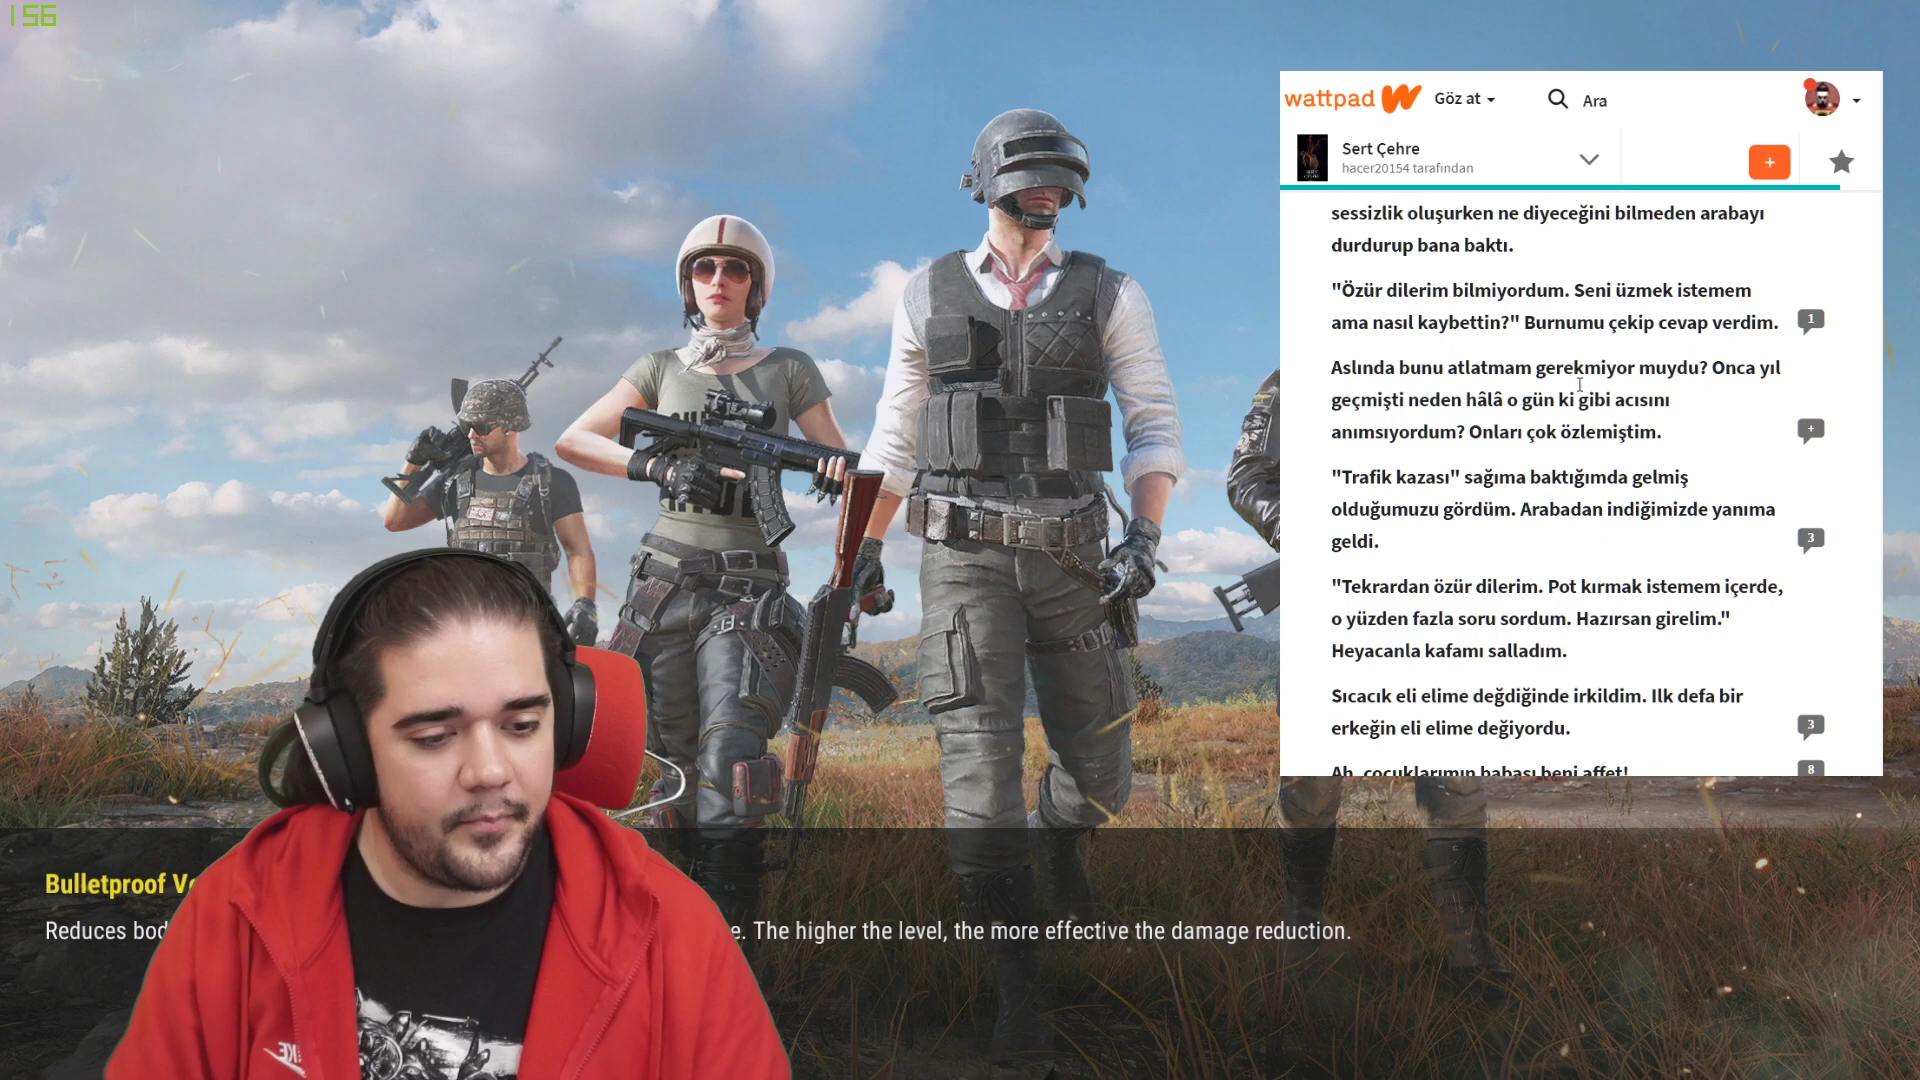 156
wattpad
Göz at
Ara
Sert Çehre
hacer20154 tarafından
+
sessizlik oluşurken ne diyeceğini bilmeden arabayı
durdurup bana baktı.
"Özür dilerim bilmiyordum. Seni üzmek istemem
ama nasıl kaybettin?" Burnumu çekip cevap verdim.
1
Aslında bunu atlatmam gerekmiyor muydu? Onca yıl
geçmişti neden hâlâ o gün ki gibi acısını
anımsıyordum? Onları çok özlemiştim.
+
"Trafik kazası" sağıma baktığımda gelmiş
olduğumuzu gördüm. Arabadan indiğimizde yanıma
geldi.
3
"Tekrardan özür dilerim. Pot kırmak istemem içerde,
o yüzden fazla soru sordum. Hazırsan girelim."
Heyacanla kafamı salladım.
Sıcacık eli elime değdiğinde irkildim. Ilk defa bir
erkeğin eli elime değiyordu.
3
Ah, çocuklarımın babası beni affet!
8
Bulletproof
Reduces
The higher the level, the more effective the damage reduction.